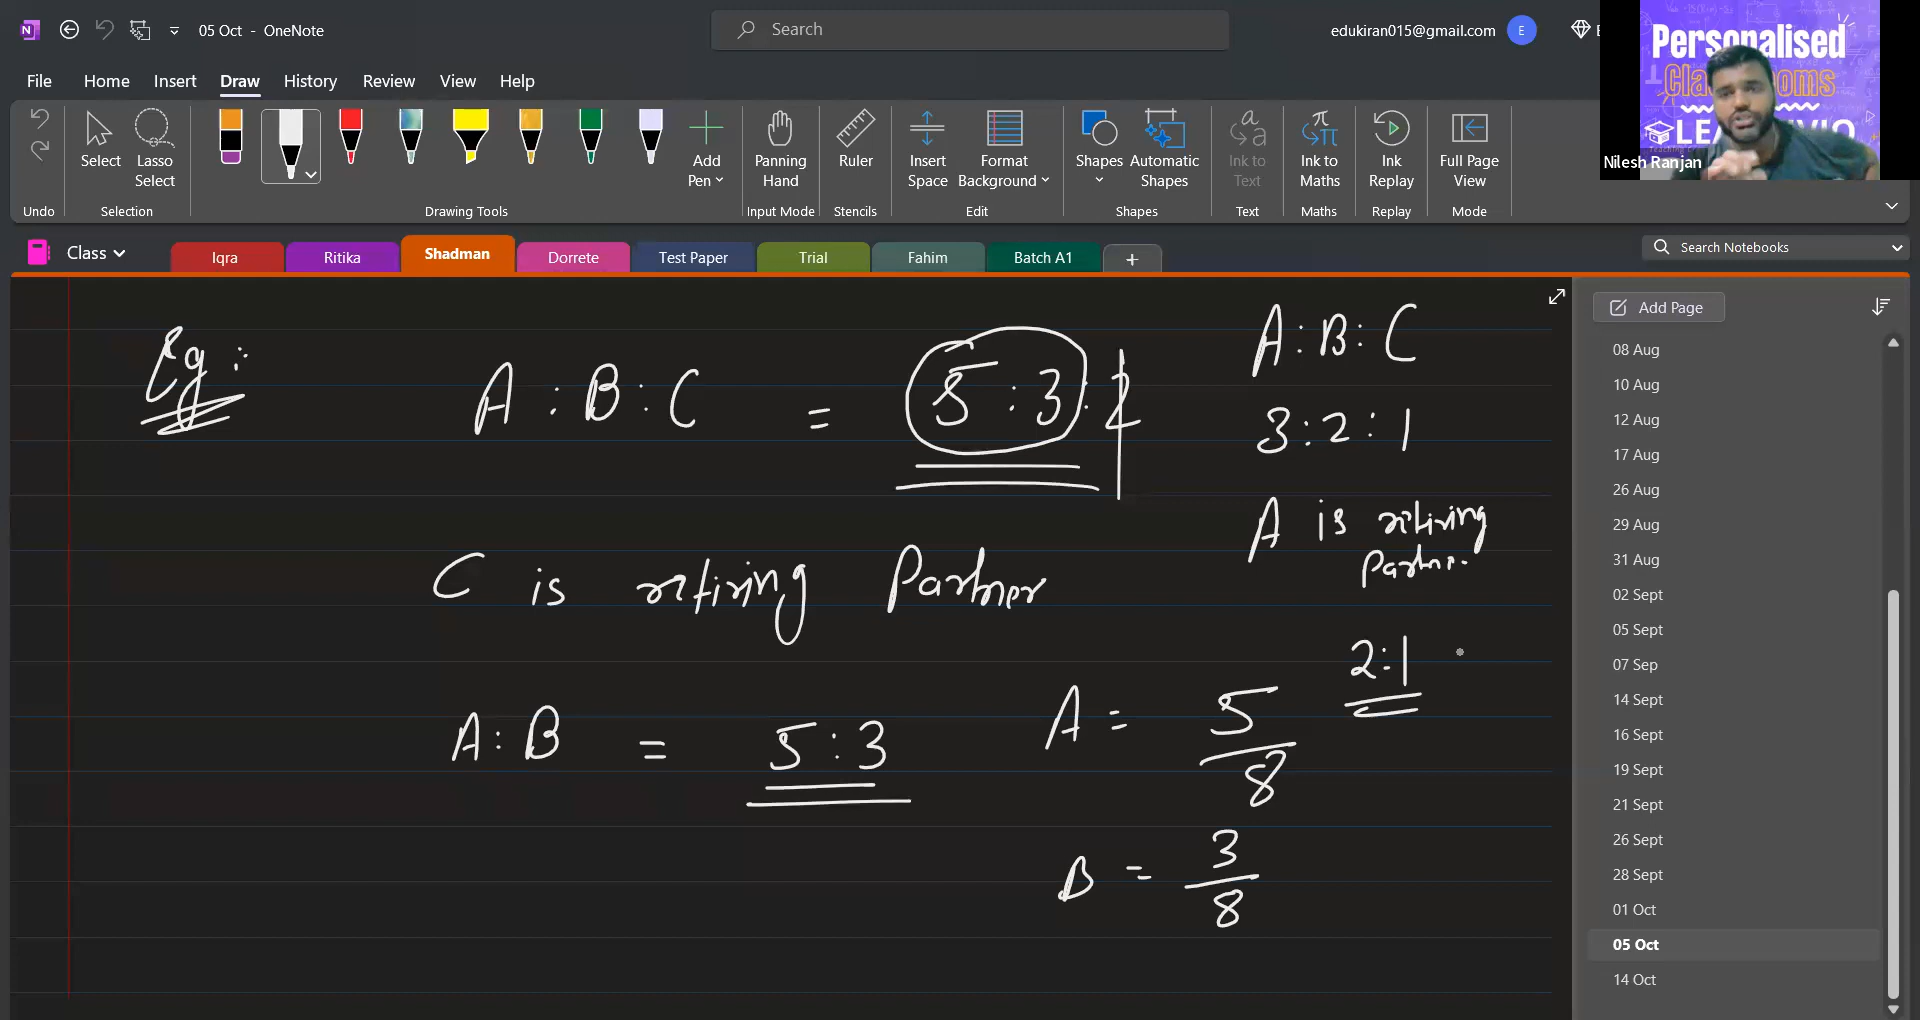 05 Oct - OneNote
Search
edukiran015@gmail.com
E
File Home Insert Draw History Review View Help
Select
Lasso Select
Add Pen
Panning Hand
Ruler
Insert Space
Format Background
Shapes
Automatic Shapes
Ink to Text
Ink to Maths
Ink Replay
Full Page View
Undo Selection Drawing Tools Input Mode Stencils Edit Shapes Text Maths Replay Mode
Personalised
Nilesh Ranjan
Class
Iqra Ritika Shadman Dorrete Test Paper Trial Fahim Batch A1 +
Search Notebooks
Eg :
A : B : C = 5 : 3 : 2
C is retiring Partner
A : B = 5 : 3
A : B : C
3 : 2 : 1
A is retiring
Partner.
2:1
A = 5/8
B = 3/8
Add Page
08 Aug
10 Aug
12 Aug
17 Aug
26 Aug
29 Aug
31 Aug
02 Sept
05 Sept
07 Sep
14 Sept
16 Sept
19 Sept
21 Sept
26 Sept
28 Sept
01 Oct
05 Oct
14 Oct